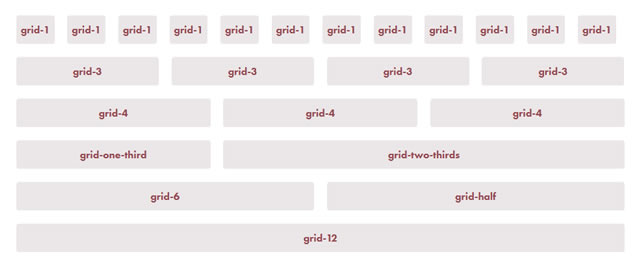 grid-1 grid-1 grid-1 grid-1 grid-1 grid-1 grid-1 grid-1 grid-1 grid-1 grid-1 grid-1
grid-3 grid-3 grid-3 grid-3
grid-4 grid-4 grid-4
grid-one-third grid-two-thirds
grid-6 grid-half
grid-12